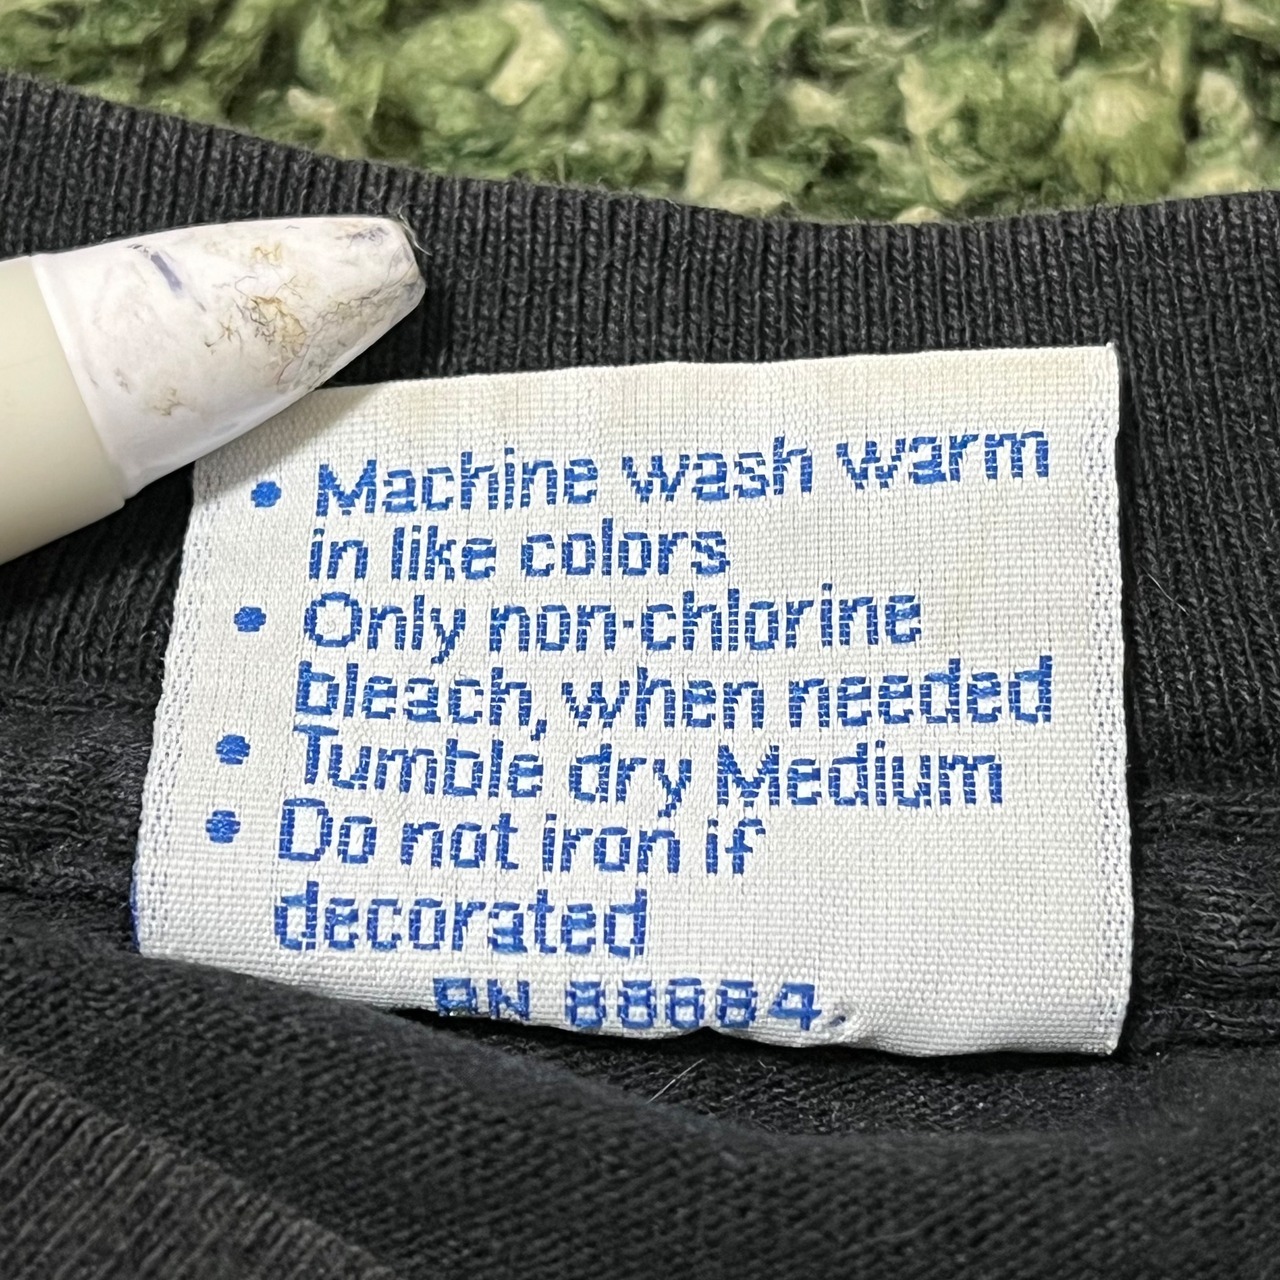 • Machine wash warm
in like colors
• Only non-chlorine
bleach, when needed
• Tumble dry Medium
• Do not iron if
decorated
RN